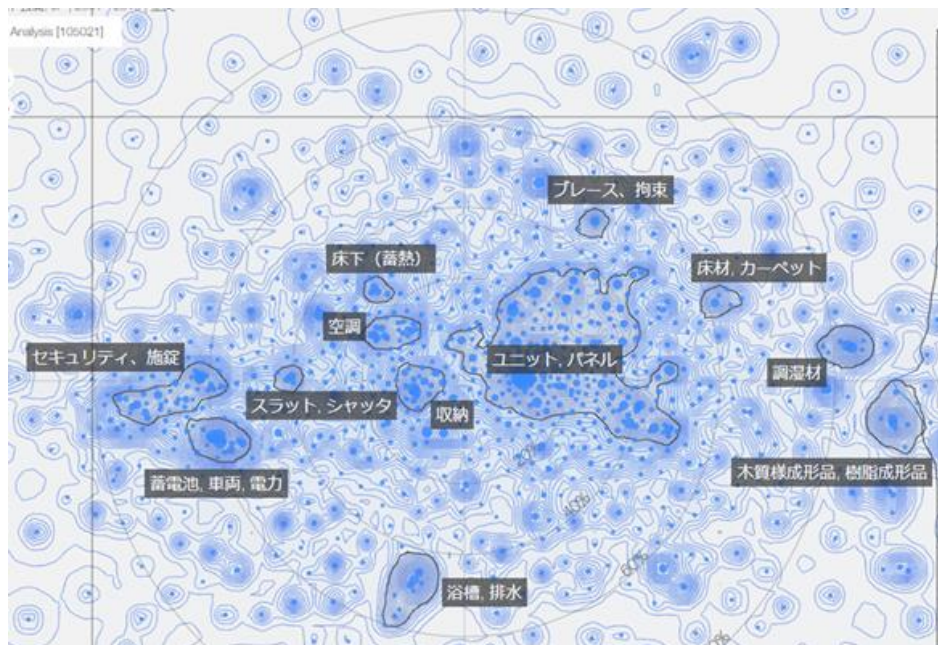 Analysis [105021]
ブレース、拘束
床下（蓄熱）
床材, カーペット
空調
セキュリティ、施錠
ユニット, パネル
調湿材
スラット, シャッタ
収納
蓄電池, 車両, 電力
木質様成形品, 樹脂成形品
20%
40%
60%
浴槽, 排水